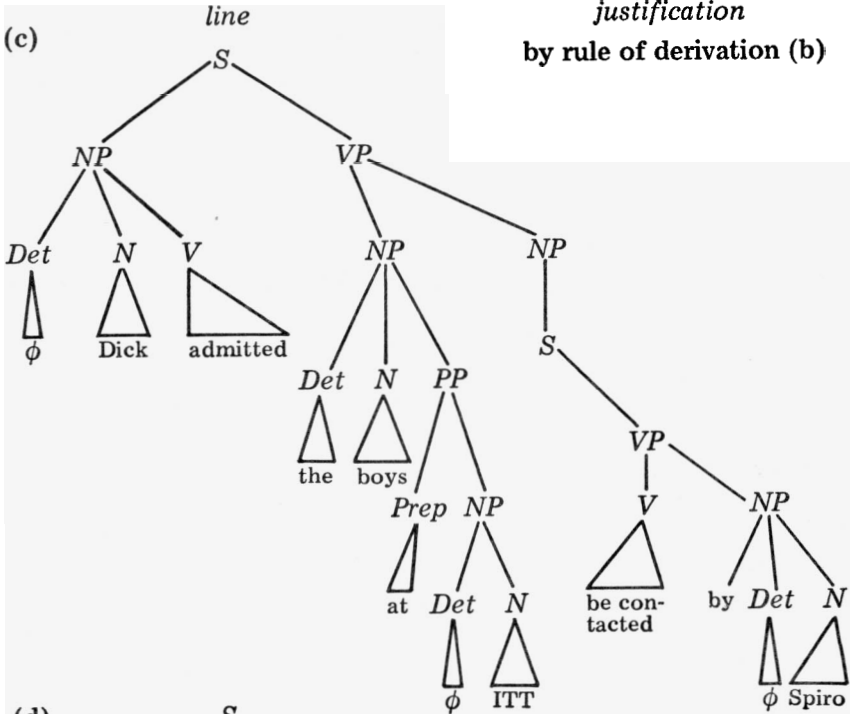 line justification
(c) by rule of derivation (b)
S
NP VP
Det N V NP NP
ϕ Dick admitted S
Det N PP
the boys VP
Prep NP V NP
at Det N be con- by Det N
tacted
ϕ ITT ϕ Spiro
(d) S